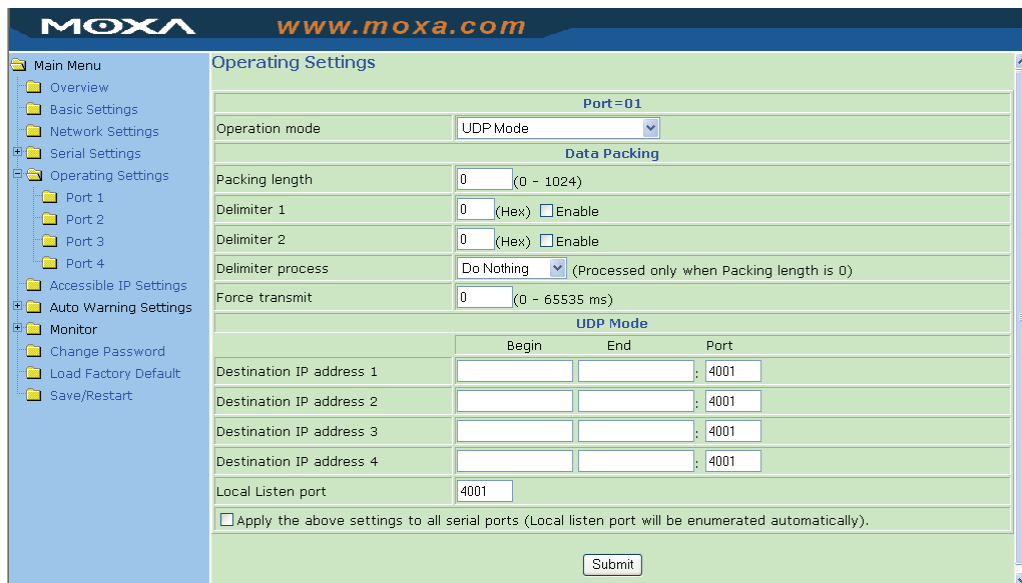 MOXA www.moxa.com
Main Menu
Overview
Basic Settings
Network Settings
Serial Settings
Operating Settings
Port 1
Port 2
Port 3
Port 4
Accessible IP Settings
Auto Warning Settings
Monitor
Change Password
Load Factory Default
Save/Restart
Operating Settings
Port=01
Operation mode UDP Mode
Data Packing
Packing length 0 (0 - 1024)
Delimiter 1 0 (Hex) Enable
Delimiter 2 0 (Hex) Enable
Delimiter process Do Nothing (Processed only when Packing length is 0)
Force transmit 0 (0 - 65535 ms)
UDP Mode
Begin End Port
Destination IP address 1 : 4001
Destination IP address 2 : 4001
Destination IP address 3 : 4001
Destination IP address 4 : 4001
Local Listen port 4001
Apply the above settings to all serial ports (Local listen port will be enumerated automatically).
Submit